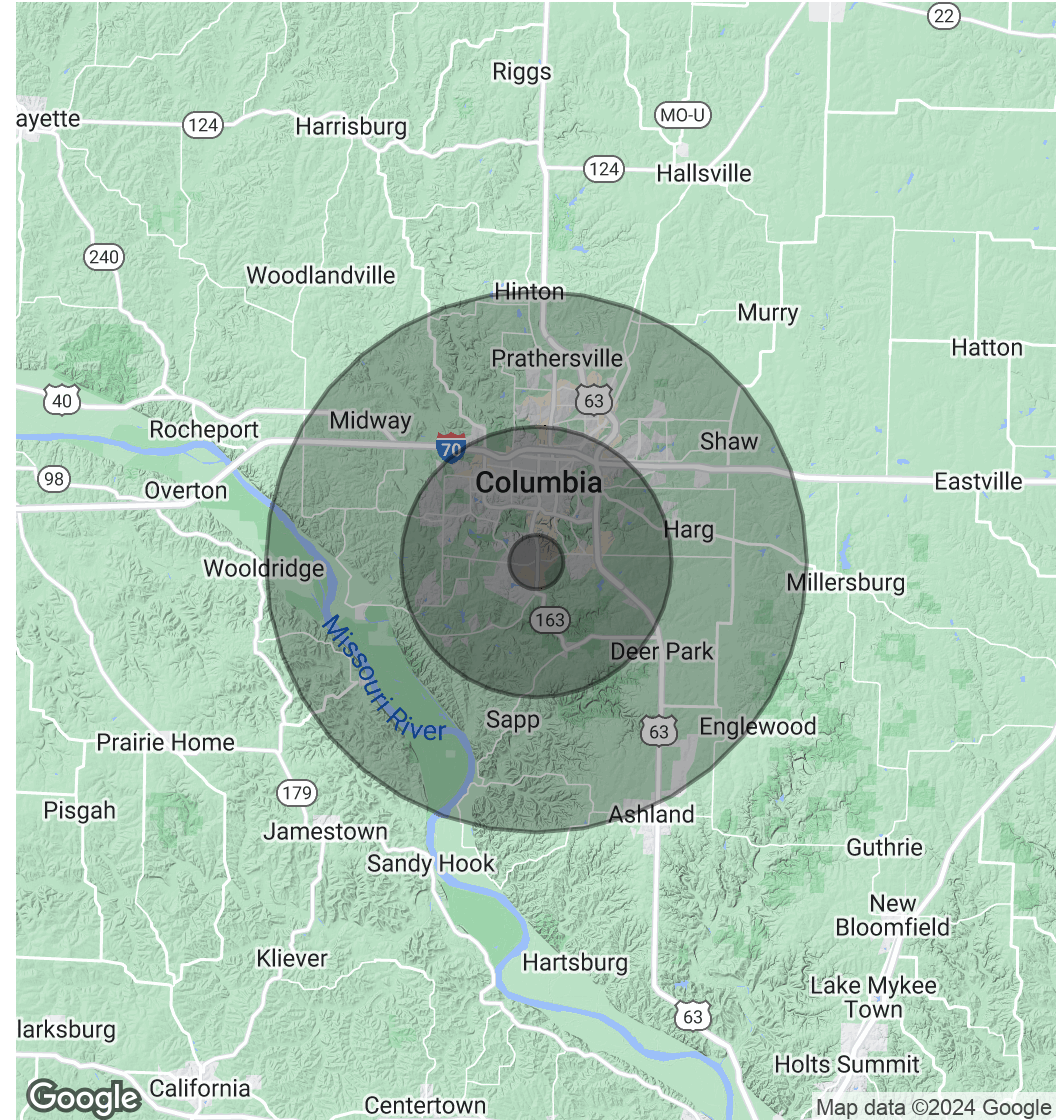 22
Riggs
MO-U
ayette
124
Harrisburg
124
Hallsville
240
Woodlandville
Hinton
Murry
Prathersville
Hatton
40
63
Midway
Rocheport
Shaw
70
98
Columbia
Eastville
Overton
Harg
Wooldridge
Millersburg
163
Missouri River
Deer Park
Sapp
63
Englewood
Prairie Home
179
Pisgah
Ashland
Jamestown
Guthrie
Sandy Hook
New
Bloomfield
Kliever
Hartsburg
Lake Mykee
Town
63
larksburg
Holts Summit
California
Google
Centertown
Map data ©2024 Google